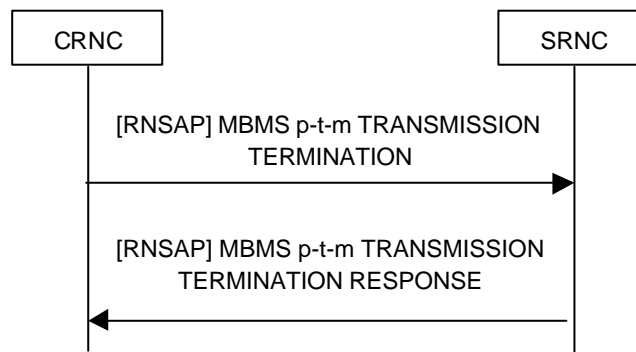 CRNC
SRNC
[RNSAP] MBMS p-t-m TRANSMISSION
TERMINATION
[RNSAP] MBMS p-t-m TRANSMISSION
TERMINATION RESPONSE